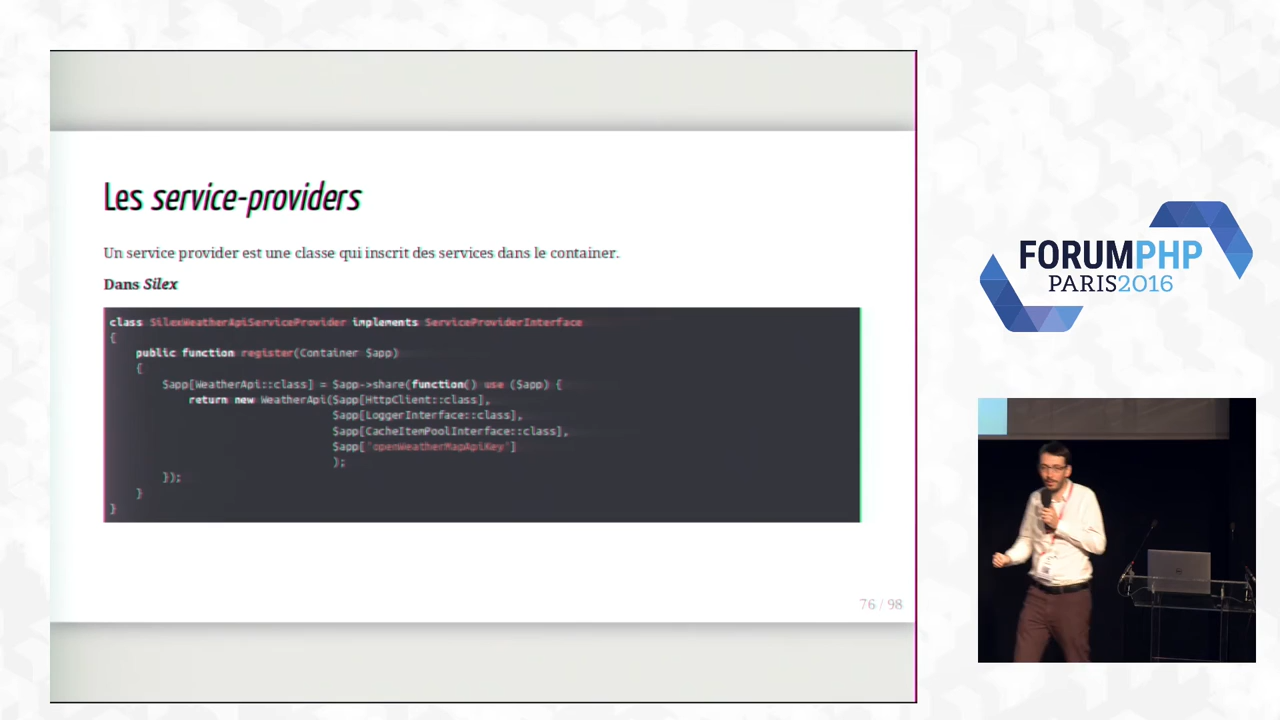 Les service-providers
Un service provider est une classe qui inscrit des services dans le container.
Dans Silex
class SilexWeatherApiServiceProvider implements ServiceProviderInterface
{
    public function register(Container $app)
    {
        $app[WeatherApi::class] = $app->share(function() use ($app) {
            return new WeatherApi($app[HttpClient::class],
                                  $app[LoggerInterface::class],
                                  $app[CacheItemPoolInterface::class],
                                  $app['openWeatherMapApiKey']
                                  );
        });
    }
}
76 / 98
FORUMPHP
PARIS2016